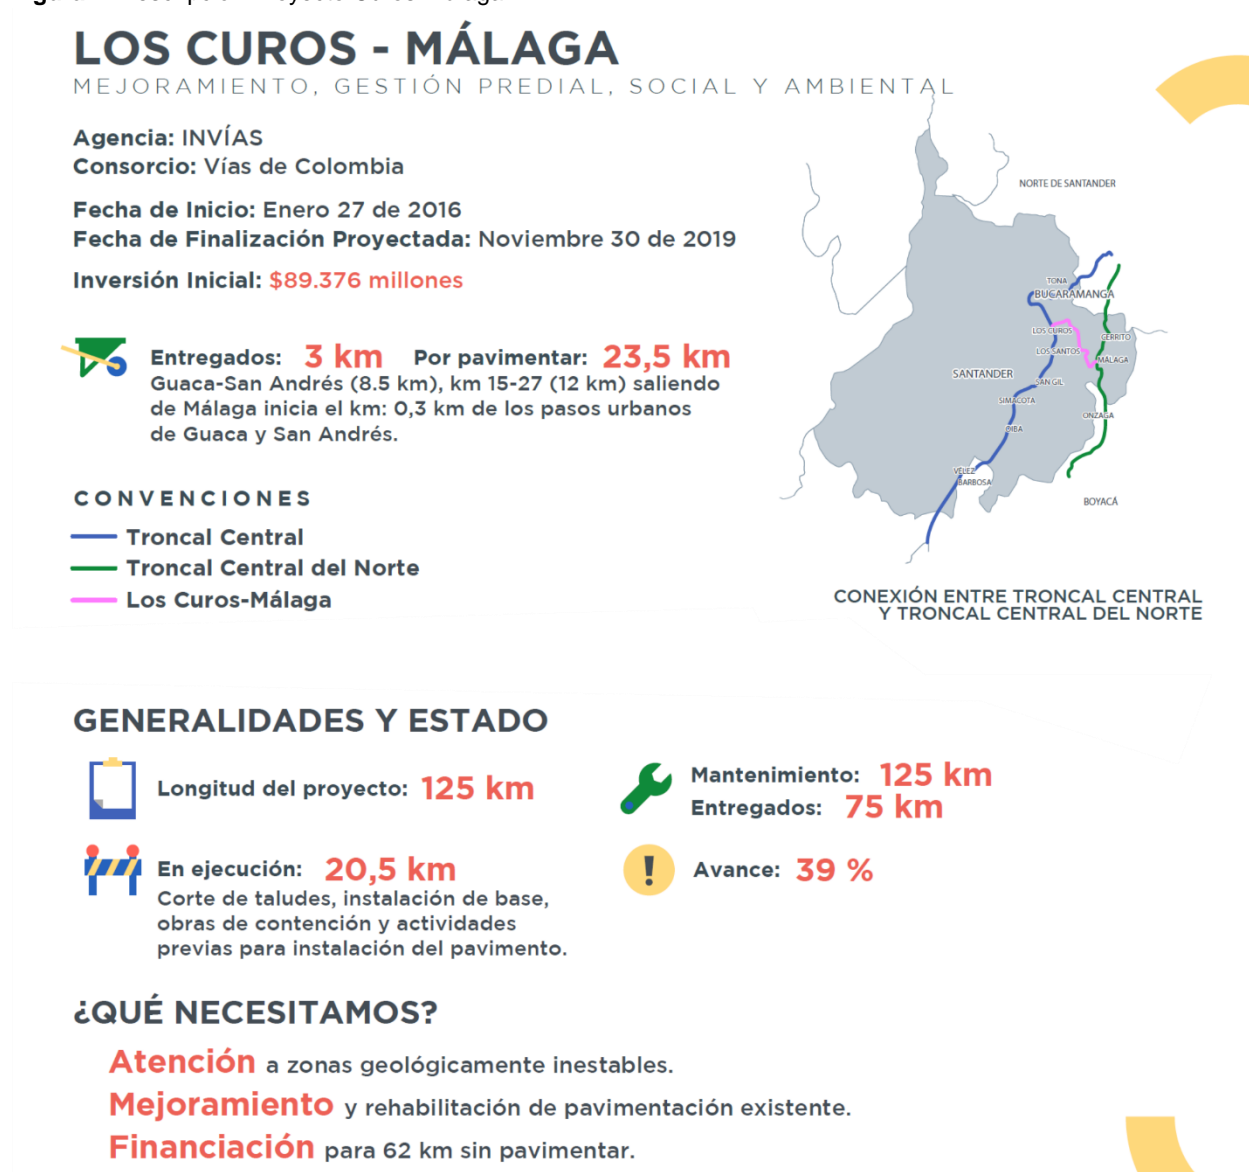 LOS CUROS - MÁLAGA
MEJORAMIENTO, GESTIÓN PREDIAL, SOCIAL Y AMBIENTAL
Agencia: INVÍAS
Consorcio: Vías de Colombia
Fecha de Inicio: Enero 27 de 2016
Fecha de Finalización Proyectada: Noviembre 30 de 2019
Inversión Inicial: $89.376 millones
Entregados: 3 km Por pavimentar: 23,5 km
Guaca-San Andrés (8.5 km), km 15-27 (12 km) saliendo
de Málaga inicia el km: 0,3 km de los pasos urbanos
de Guaca y San Andrés.
CONVENCIONES
Troncal Central
Troncal Central del Norte
Los Curos-Málaga
NORTE DE SANTANDER
TONA
BUCARAMANGA
LOS CUROS
CERRITO
LOS SANTOS
MÁLAGA
SANTANDER
SAN GIL
SIMACOTA
ONZAGA
OIBA
VÉLEZ
BARBOSA
BOYACÁ
CONEXIÓN ENTRE TRONCAL CENTRAL
Y TRONCAL CENTRAL DEL NORTE
GENERALIDADES Y ESTADO
Longitud del proyecto: 125 km
Mantenimiento: 125 km
Entregados: 75 km
En ejecución: 20,5 km
Corte de taludes, instalación de base,
obras de contención y actividades
previas para instalación del pavimento.
Avance: 39 %
¿QUÉ NECESITAMOS?
Atención a zonas geológicamente inestables.
Mejoramiento y rehabilitación de pavimentación existente.
Financiación para 62 km sin pavimentar.